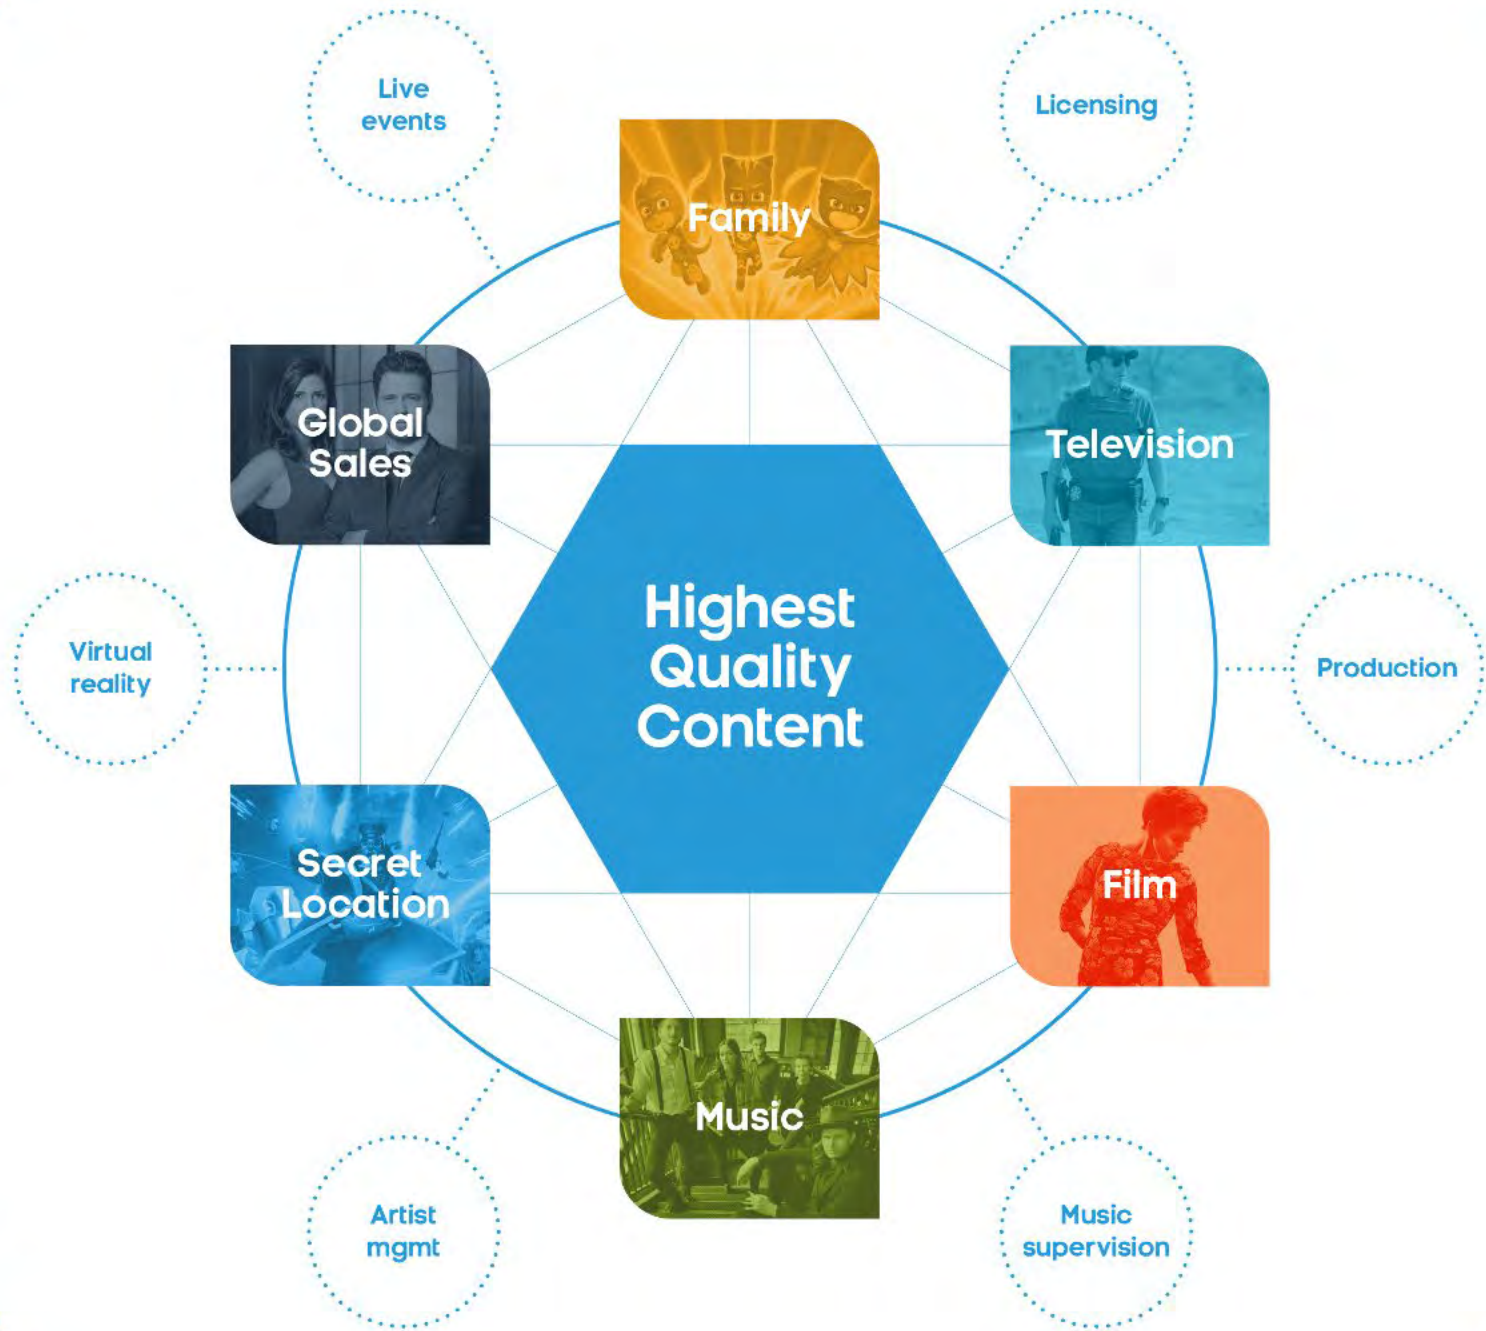 Live
events
Licensing
Family
Global
Sales
Television
Highest
Quality
Content
Virtual
reality
Production
Secret
Location
Film
Music
Artist
mgmt
Music
supervision